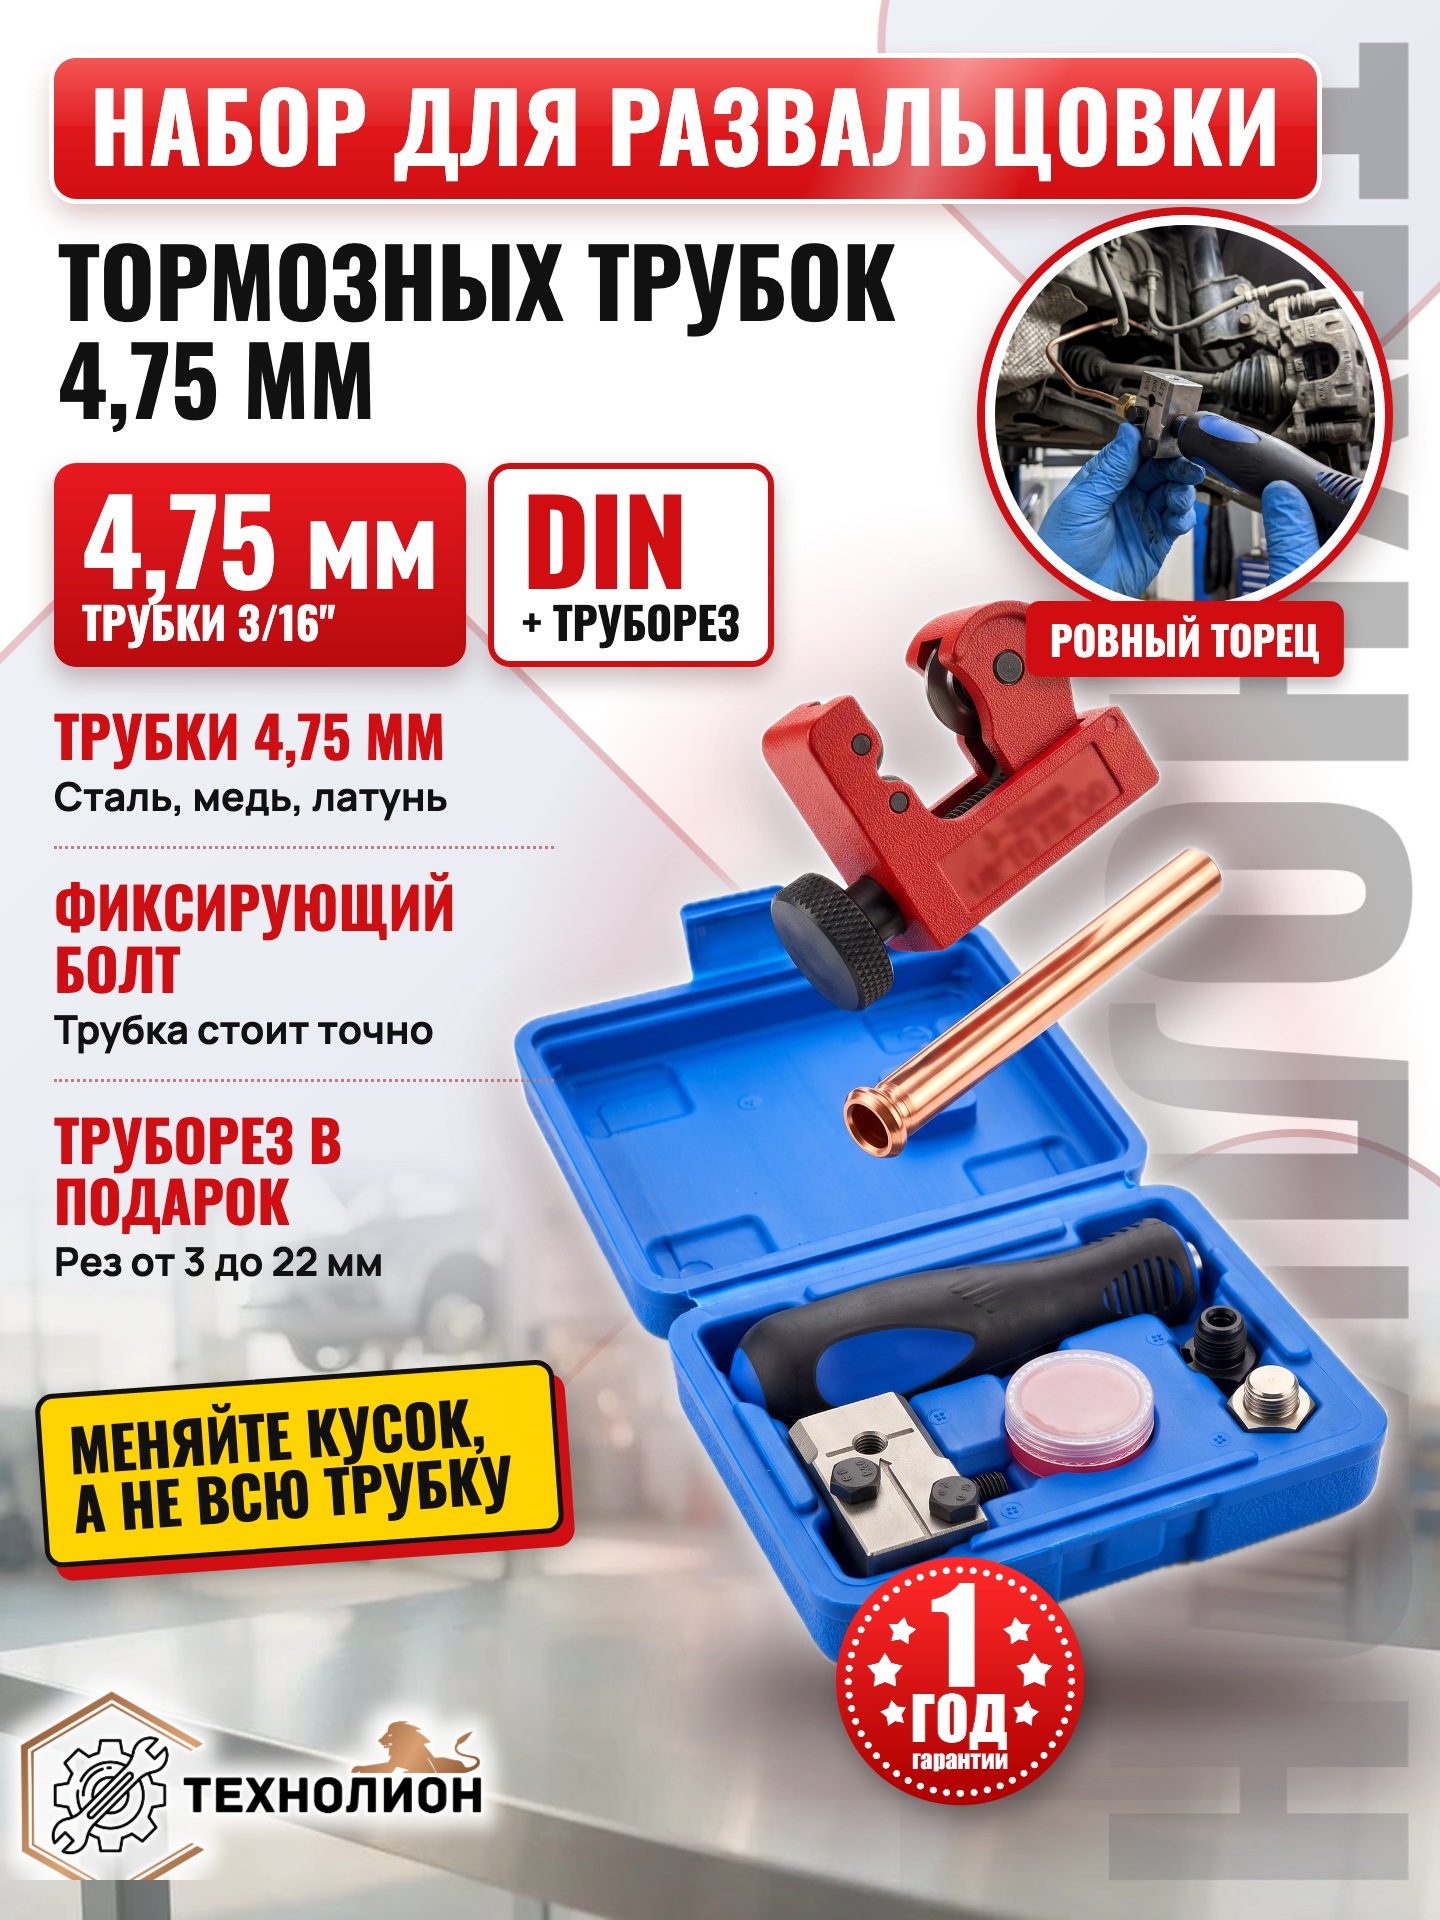 НАБОР ДЛЯ РАЗВАЛЬЦОВКИ
ТОРМОЗНЫХ ТРУБОК
4,75 ММ
4,75 мм
ТРУБКИ 3/16"
DIN
+ ТРУБОРЕЗ
РОВНЫЙ ТОРЕЦ
ТРУБКИ 4,75 ММ
Сталь, медь, латунь
ФИКСИРУЮЩИЙ
БОЛТ
Трубка стоит точно
ТРУБОРЕЗ В
ПОДАРОК
Рез от 3 до 22 мм
МЕНЯЙТЕ КУСОК,
А НЕ ВСЮ ТРУБКУ
1
ГОД
гарантии
ТЕХНОЛИОН